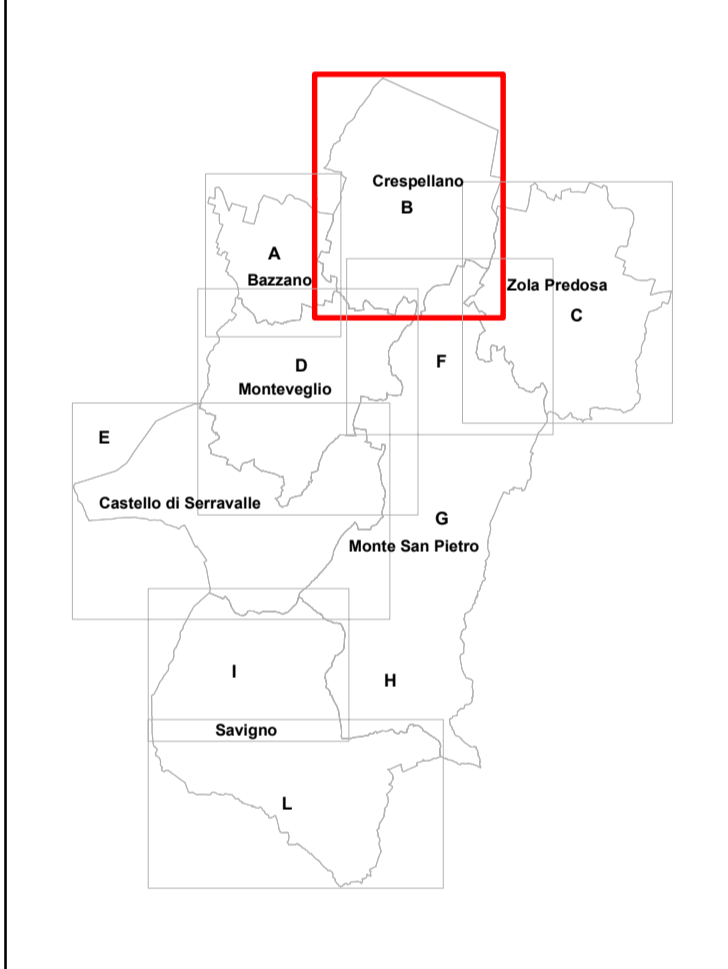 Crespellano
B
A
Bazzano
Zola Predosa
C
D
Monteveglio
F
E
Castello di Serravalle
G
Monte San Pietro
I
H
Savigno
L